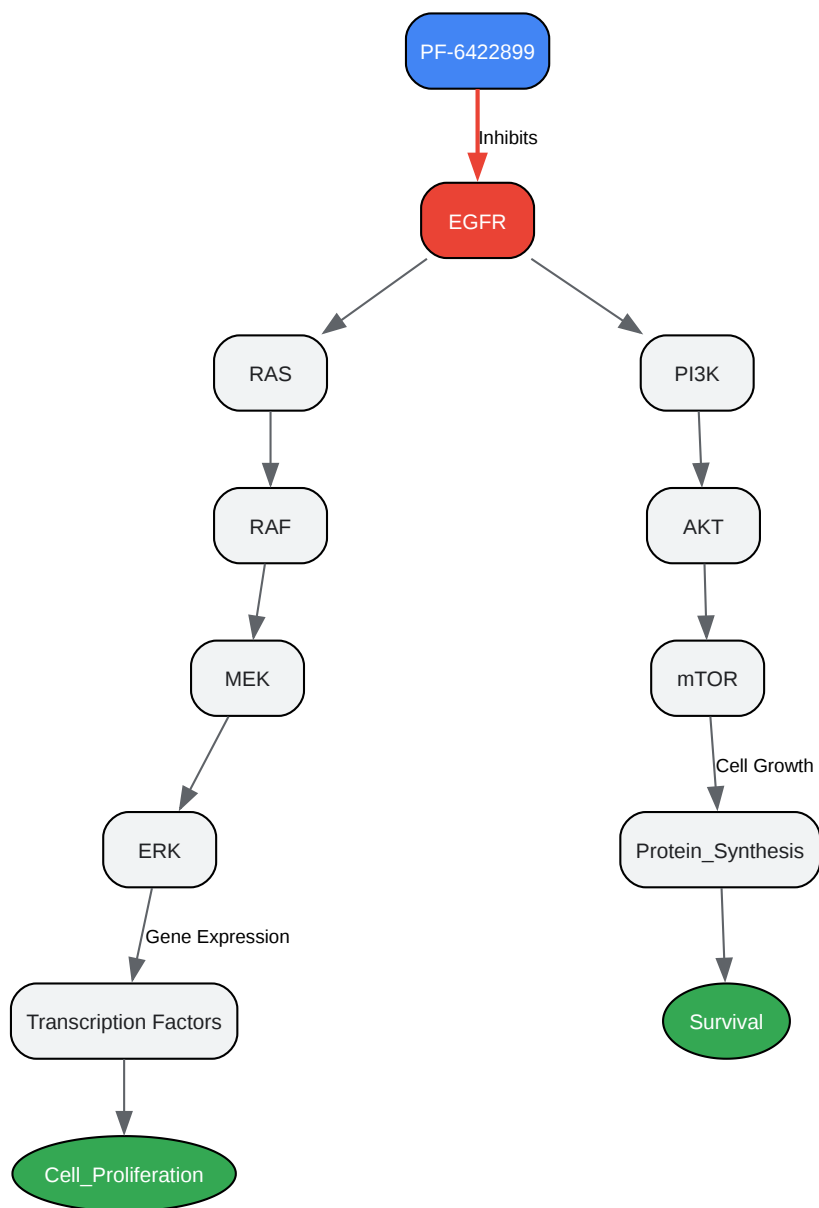 PF-6422899
Inhibits
EGFR
RAS
PI3K
RAF
AKT
MEK
mTOR
Cell Growth
ERK
Protein_Synthesis
Gene Expression
Transcription Factors
Survival
Cell_Proliferation